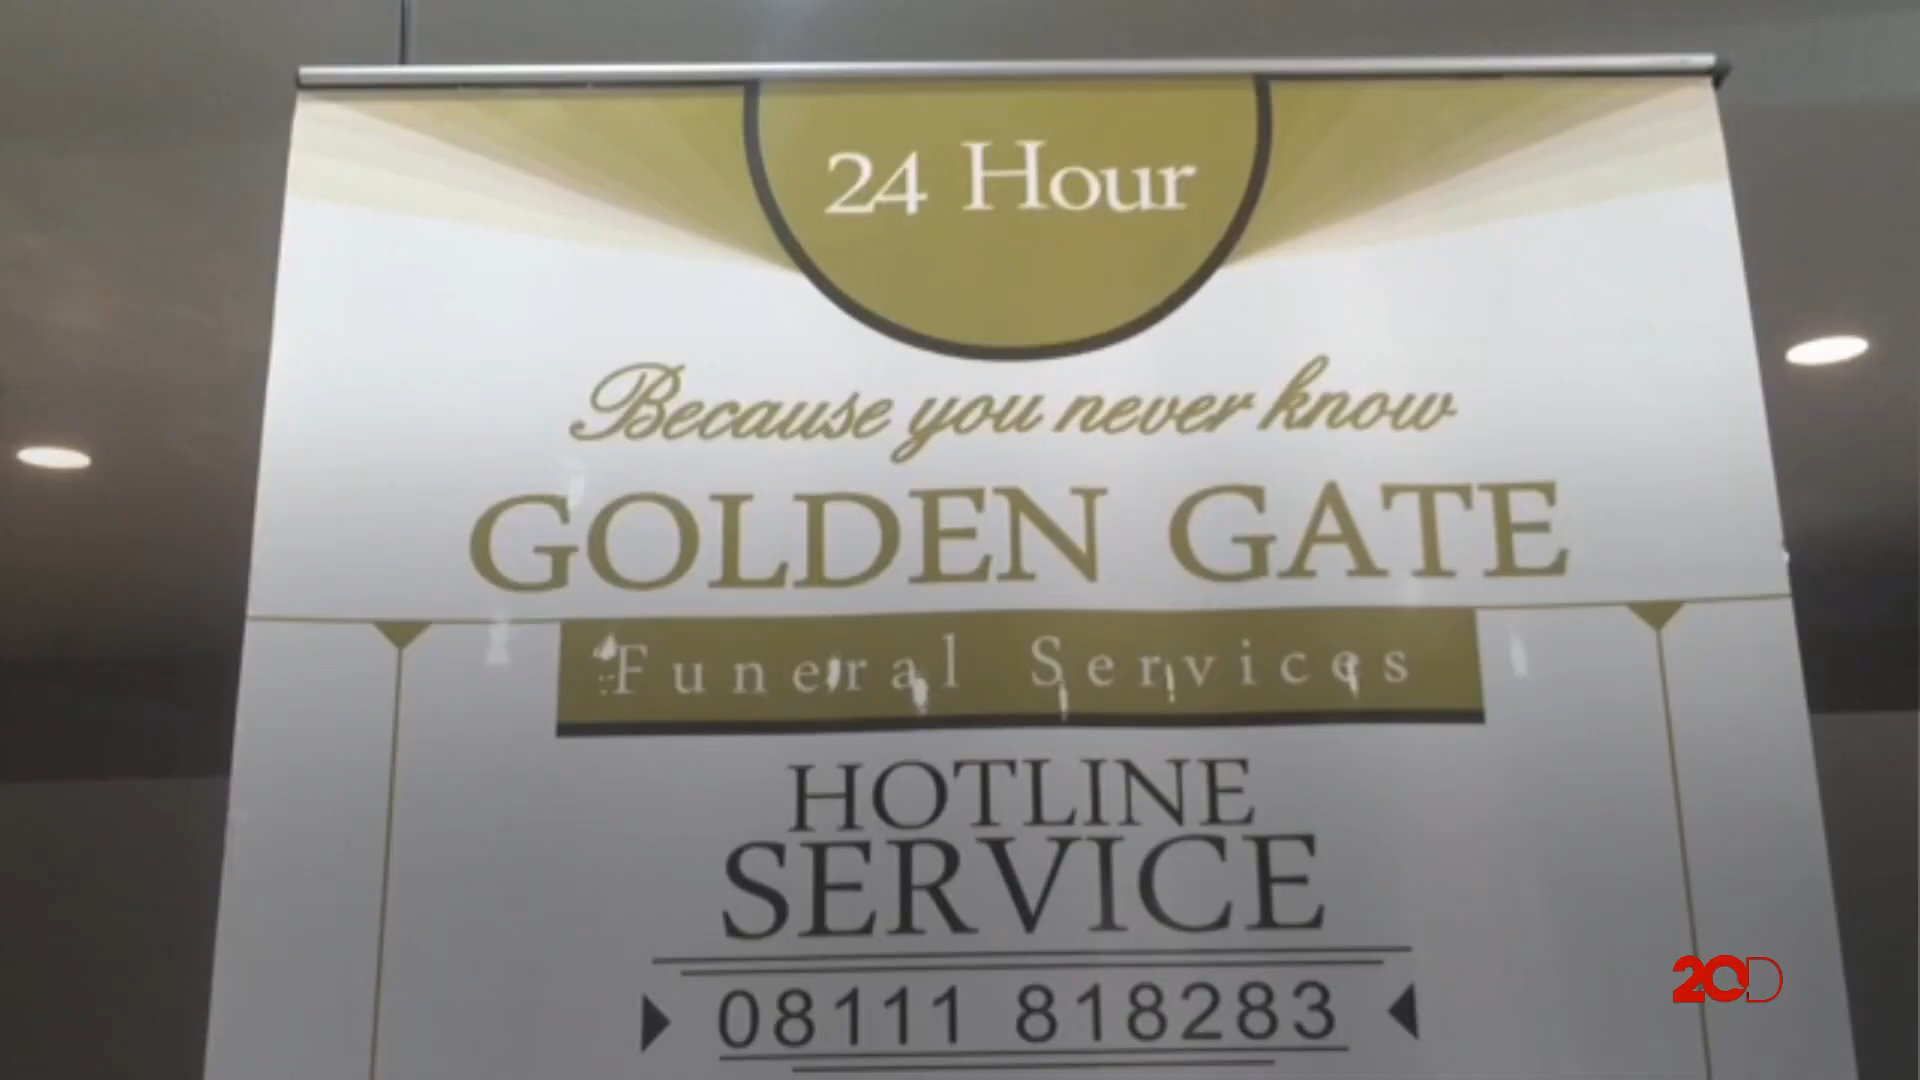 24 Hour
Because you never know
GOLDEN GATE
Funeral Services
HOTLINE
SERVICE
08111 818283
20D